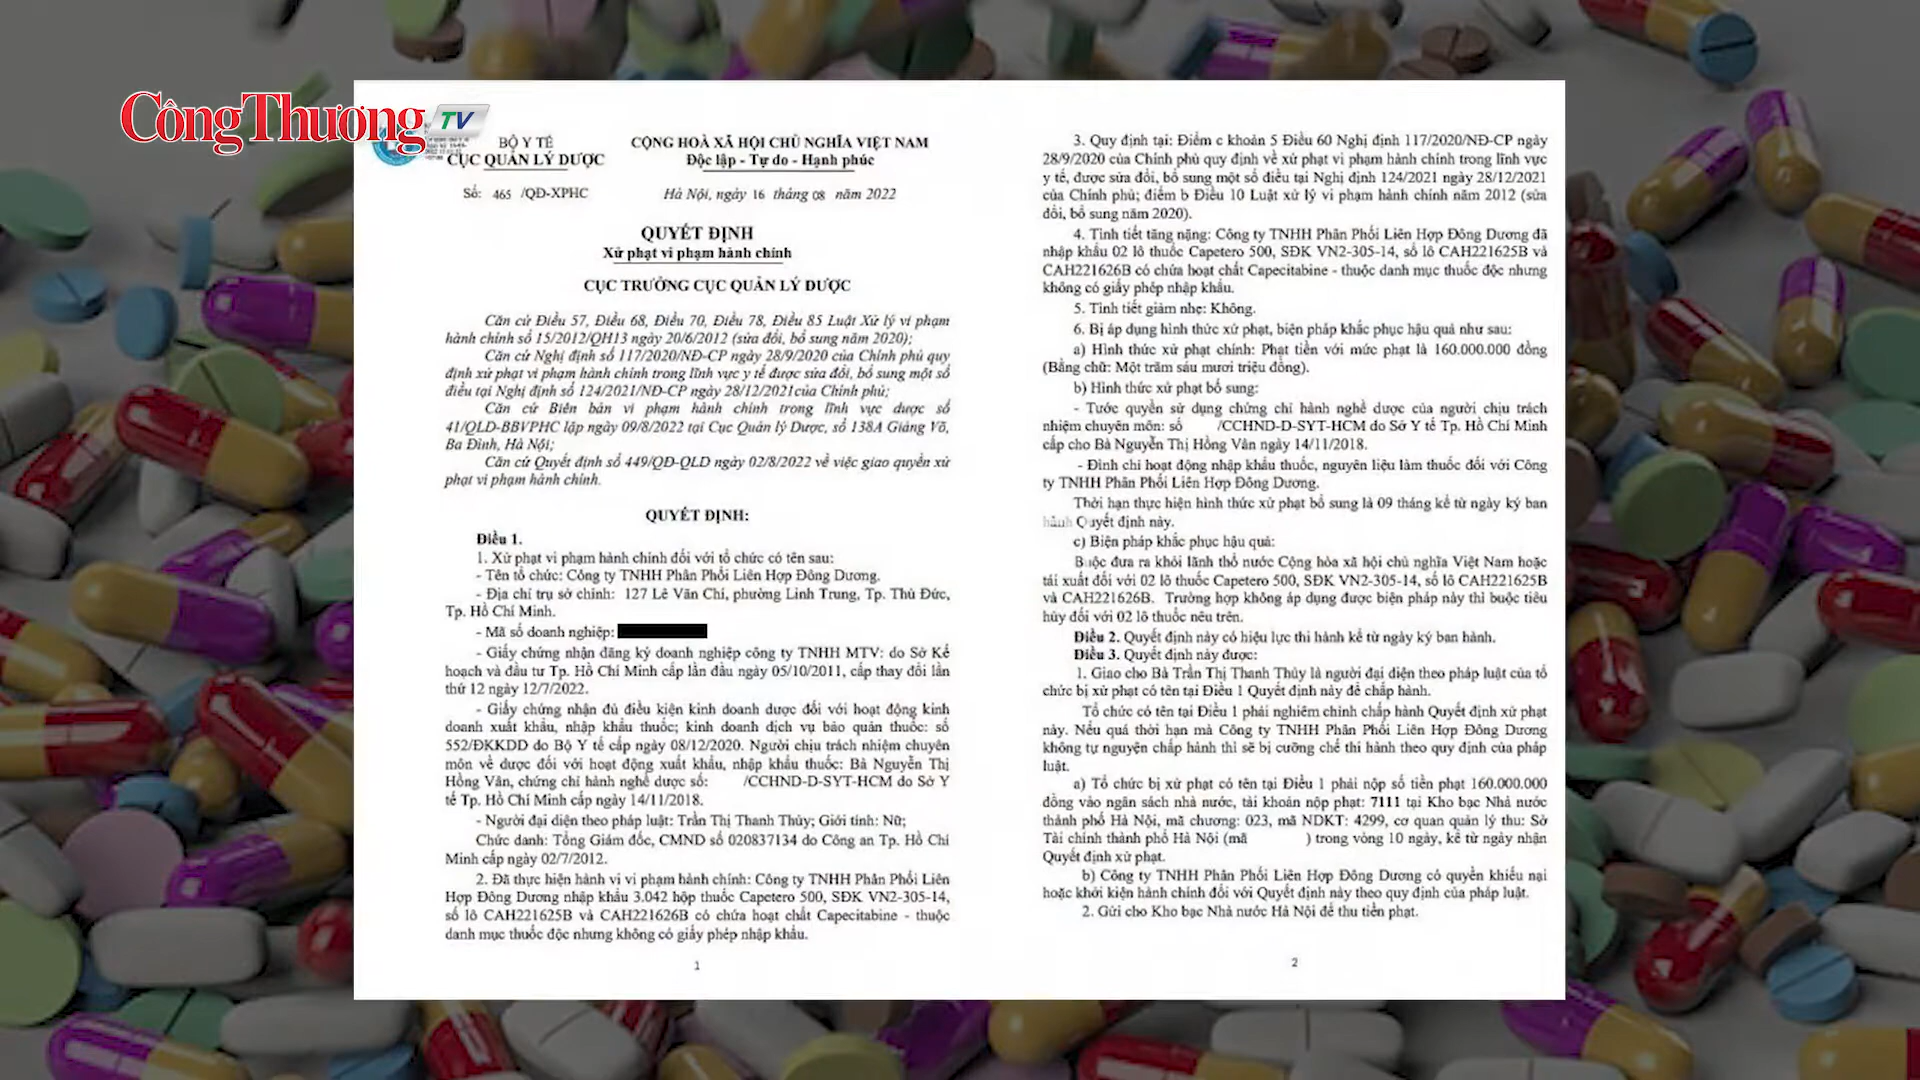 CôngThương TV
BỘ Y TẾ
CỤC QUẢN LÝ DƯỢC
Số: 465 /QĐ-XPHC
CỘNG HOÀ XÃ HỘI CHỦ NGHĨA VIỆT NAM
Độc lập - Tự do - Hạnh phúc
Hà Nội, ngày 16 tháng 08 năm 2022
QUYẾT ĐỊNH
Xử phạt vi phạm hành chính
CỤC TRƯỞNG CỤC QUẢN LÝ DƯỢC
Căn cứ Điều 57, Điều 68, Điều 70, Điều 78, Điều 85 Luật Xử lý vi phạm
hành chính số 15/2012/QH13 ngày 20/6/2012 (sửa đổi, bổ sung năm 2020);
Căn cứ Nghị định số 117/2020/NĐ-CP ngày 28/9/2020 của Chính phủ quy
định xử phạt vi phạm hành chính trong lĩnh vực y tế được sửa đổi, bổ sung một số
điều tại Nghị định số 124/2021/NĐ-CP ngày 28/12/2021của Chính phủ;
Căn cứ Biên bản vi phạm hành chính trong lĩnh vực dược số
41/QLD-BBVPHC lập ngày 09/8/2022 tại Cục Quản lý Dược, số 138A Giảng Võ,
Ba Đình, Hà Nội;
Căn cứ Quyết định số 449/QĐ-QLD ngày 02/8/2022 về việc giao quyền xử
phạt vi phạm hành chính.
QUYẾT ĐỊNH:
Điều 1.
1. Xử phạt vi phạm hành chính đối với tổ chức có tên sau:
- Tên tổ chức: Công ty TNHH Phân Phối Liên Hợp Đông Dương.
- Địa chỉ trụ sở chính: 127 Lê Văn Chí, phường Linh Trung, Tp. Thủ Đức,
Tp. Hồ Chí Minh.
- Mã số doanh nghiệp:
- Giấy chứng nhận đăng ký doanh nghiệp công ty TNHH MTV: do Sở Kế
hoạch và đầu tư Tp. Hồ Chí Minh cấp lần đầu ngày 05/10/2011, cấp thay đổi lần
thứ 12 ngày 12/7/2022.
- Giấy chứng nhận đủ điều kiện kinh doanh dược đối với hoạt động kinh
doanh xuất khẩu, nhập khẩu thuốc; kinh doanh dịch vụ bảo quản thuốc: số
552/ĐKKDD do Bộ Y tế cấp ngày 08/12/2020. Người chịu trách nhiệm chuyên
môn về dược đối với hoạt động xuất khẩu, nhập khẩu thuốc: Bà Nguyễn Thị
Hồng Vân, chứng chỉ hành nghề dược số: /CCHND-D-SYT-HCM do Sở Y
tế Tp. Hồ Chí Minh cấp ngày 14/11/2018.
- Người đại diện theo pháp luật: Trần Thị Thanh Thủy; Giới tính: Nữ;
Chức danh: Tổng Giám đốc, CMND số 020837134 do Công an Tp. Hồ Chí
Minh cấp ngày 02/7/2012.
2. Đã thực hiện hành vi vi phạm hành chính: Công ty TNHH Phân Phối Liên
Hợp Đông Dương nhập khẩu 3.042 hộp thuốc Capetero 500, SĐK VN2-305-14,
số lô CAH221625B và CAH221626B có chứa hoạt chất Capecitabine - thuộc
danh mục thuốc độc nhưng không có giấy phép nhập khẩu.
1
3. Quy định tại: Điểm c khoản 5 Điều 60 Nghị định 117/2020/NĐ-CP ngày
28/9/2020 của Chính phủ quy định về xử phạt vi phạm hành chính trong lĩnh vực
y tế, được sửa đổi, bổ sung một số điều tại Nghị định 124/2021 ngày 28/12/2021
của Chính phủ; điểm b Điều 10 Luật xử lý vi phạm hành chính năm 2012 (sửa
đổi, bổ sung năm 2020).
4. Tình tiết tăng nặng: Công ty TNHH Phân Phối Liên Hợp Đông Dương đã
nhập khẩu 02 lô thuốc Capetero 500, SĐK VN2-305-14, số lô CAH221625B và
CAH221626B có chứa hoạt chất Capecitabine - thuộc danh mục thuốc độc nhưng
không có giấy phép nhập khẩu.
5. Tình tiết giảm nhẹ: Không.
6. Bị áp dụng hình thức xử phạt, biện pháp khắc phục hậu quả như sau:
a) Hình thức xử phạt chính: Phạt tiền với mức phạt là 160.000.000 đồng
(Bằng chữ: Một trăm sáu mươi triệu đồng).
b) Hình thức xử phạt bổ sung:
- Tước quyền sử dụng chứng chỉ hành nghề dược của người chịu trách
nhiệm chuyên môn: số /CCHND-D-SYT-HCM do Sở Y tế Tp. Hồ Chí Minh
cấp cho Bà Nguyễn Thị Hồng Vân ngày 14/11/2018.
- Đình chỉ hoạt động nhập khẩu thuốc, nguyên liệu làm thuốc đối với Công
ty TNHH Phân Phối Liên Hợp Đông Dương.
Thời hạn thực hiện hình thức xử phạt bổ sung là 09 tháng kể từ ngày ký ban
hành Quyết định này.
c) Biện pháp khắc phục hậu quả:
Buộc đưa ra khỏi lãnh thổ nước Cộng hòa xã hội chủ nghĩa Việt Nam hoặc
tái xuất đối với 02 lô thuốc Capetero 500, SĐK VN2-305-14, số lô CAH221625B
và CAH221626B. Trường hợp không áp dụng được biện pháp này thì buộc tiêu
hủy đối với 02 lô thuốc nêu trên.
Điều 2. Quyết định này có hiệu lực thi hành kể từ ngày ký ban hành.
Điều 3. Quyết định này được:
1. Giao cho Bà Trần Thị Thanh Thủy là người đại diện theo pháp luật của tổ
chức bị xử phạt có tên tại Điều 1 Quyết định này để chấp hành.
Tổ chức có tên tại Điều 1 phải nghiêm chỉnh chấp hành Quyết định xử phạt
này. Nếu quá thời hạn mà Công ty TNHH Phân Phối Liên Hợp Đông Dương
không tự nguyện chấp hành thì sẽ bị cưỡng chế thi hành theo quy định của pháp
luật.
a) Tổ chức bị xử phạt có tên tại Điều 1 phải nộp số tiền phạt 160.000.000
đồng vào ngân sách nhà nước, tài khoản nộp phạt: 7111 tại Kho bạc Nhà nước
thành phố Hà Nội, mã chương: 023, mã NDKT: 4299, cơ quan quản lý thu: Sở
Tài chính thành phố Hà Nội (mã ) trong vòng 10 ngày, kể từ ngày nhận
Quyết định xử phạt.
b) Công ty TNHH Phân Phối Liên Hợp Đông Dương có quyền khiếu nại
hoặc khởi kiện hành chính đối với Quyết định này theo quy định của pháp luật.
2. Gửi cho Kho bạc Nhà nước Hà Nội để thu tiền phạt.
2